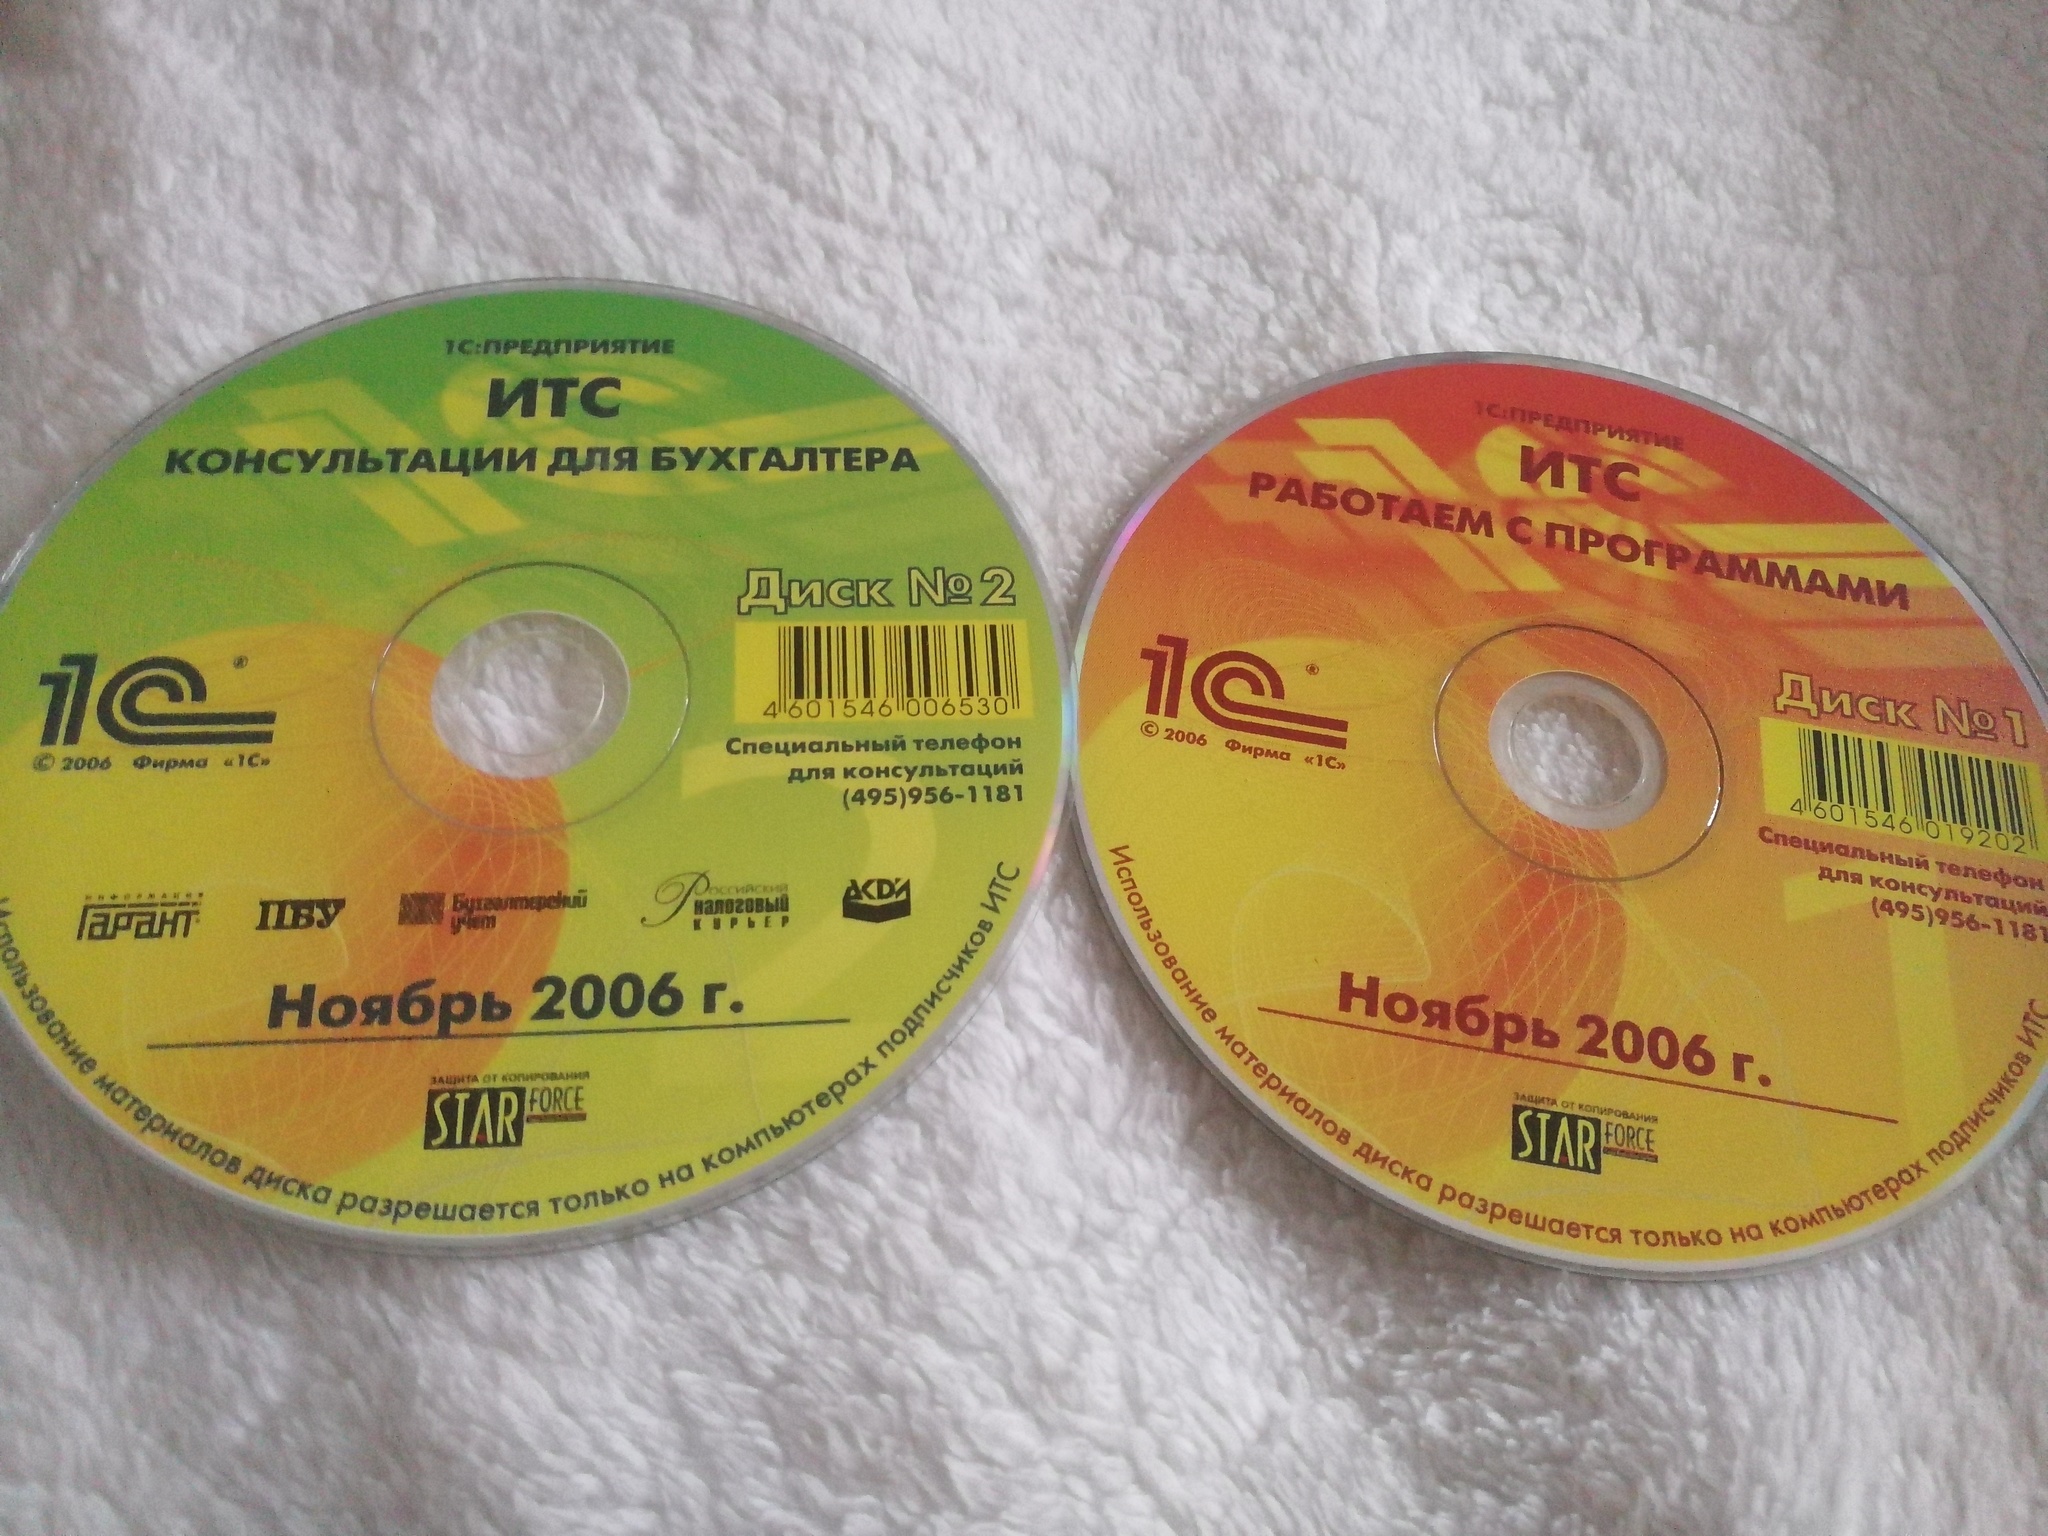 1С:ПРЕДПРИЯТИЕ
ИТС
КОНСУЛЬТАЦИИ ДЛЯ БУХГАЛТЕРА
Диск №2
4 601546 006530
Специальный телефон
для консультаций
(495)956-1181
1С®
© 2006 Фирма «1С»
ИНФОРМАЦИЯ
Гарант
ПБУ
Бухгалтерский
учет
Российский
налоговый
курьер
АКДИ
Ноябрь 2006 г.
ЗАЩИТА ОТ КОПИРОВАНИЯ
STAR FORCE
Использование материалов диска разрешается только на компьютерах подписчиков ИТС
1С:ПРЕДПРИЯТИЕ
ИТС
РАБОТАЕМ С ПРОГРАММАМИ
Диск №1
4 601546 019202
Специальный телефон
для консультаций
(495)956-1181
1С®
© 2006 Фирма «1С»
Ноябрь 2006 г.
ЗАЩИТА ОТ КОПИРОВАНИЯ
STAR FORCE
Использование материалов диска разрешается только на компьютерах подписчиков ИТС